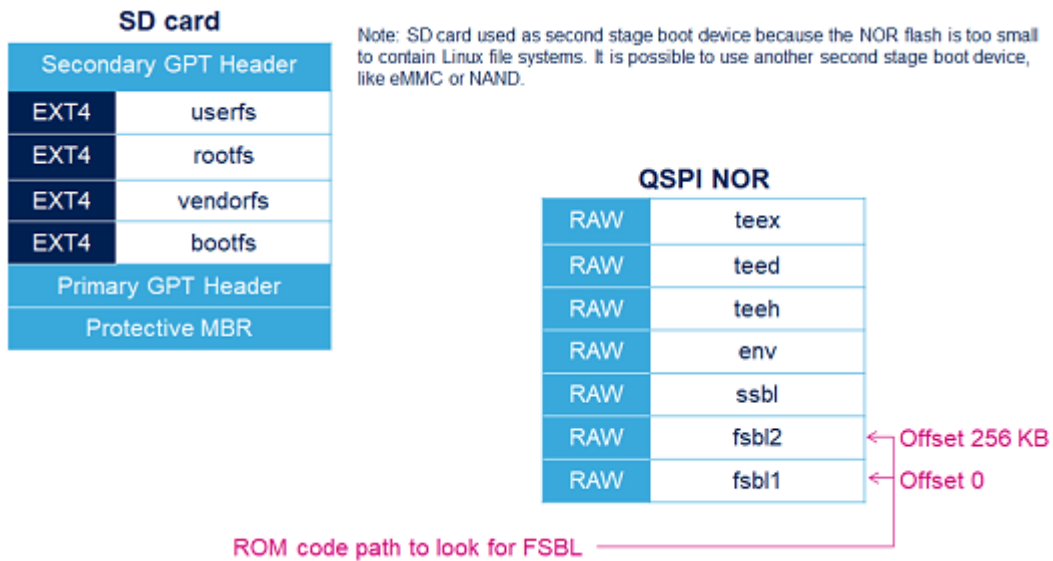 SD card
Secondary GPT Header
EXT4 userfs
EXT4 rootfs
EXT4 vendorfs
EXT4 bootfs
Primary GPT Header
Protective MBR
Note: SD card used as second stage boot device because the NOR flash is too small
to contain Linux file systems. It is possible to use another second stage boot device,
like eMMC or NAND.
QSPI NOR
RAW teex
RAW teed
RAW teeh
RAW env
RAW ssbl
RAW fsbl2 Offset 256 KB
RAW fsbl1 Offset 0
ROM code path to look for FSBL